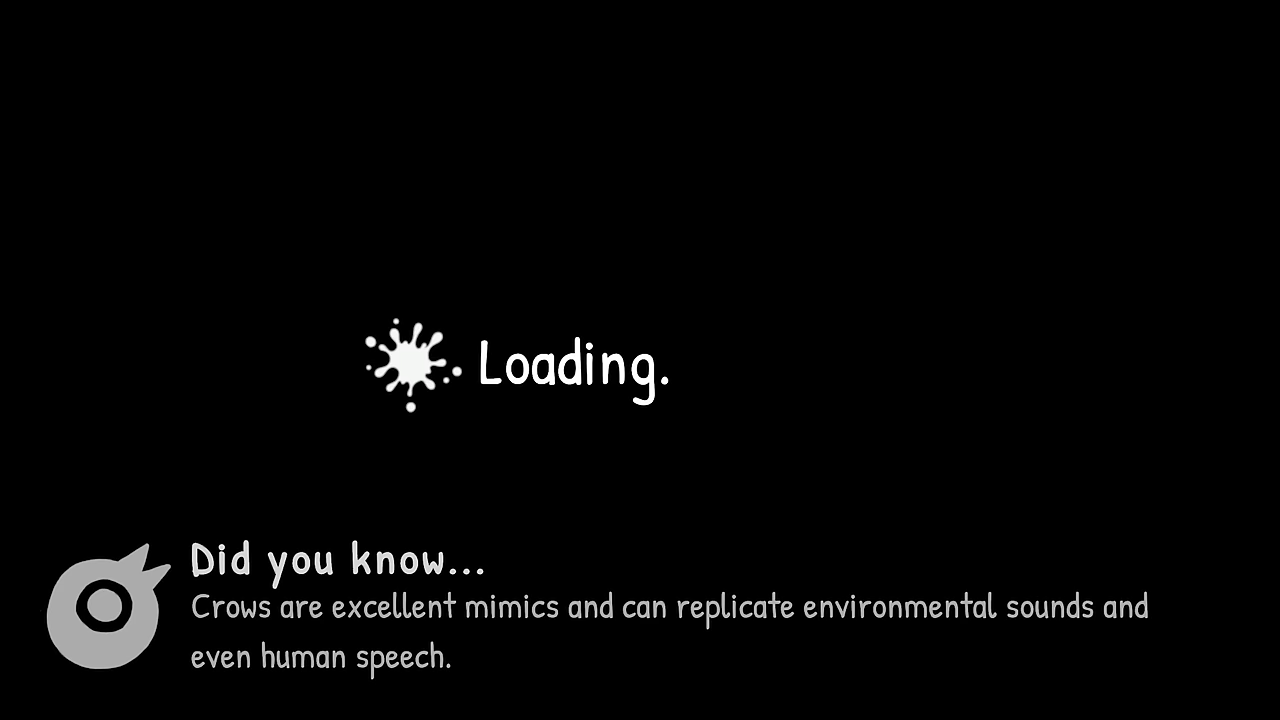 Loading.
Did you know...
Crows are excellent mimics and can replicate environmental sounds and
even human speech.